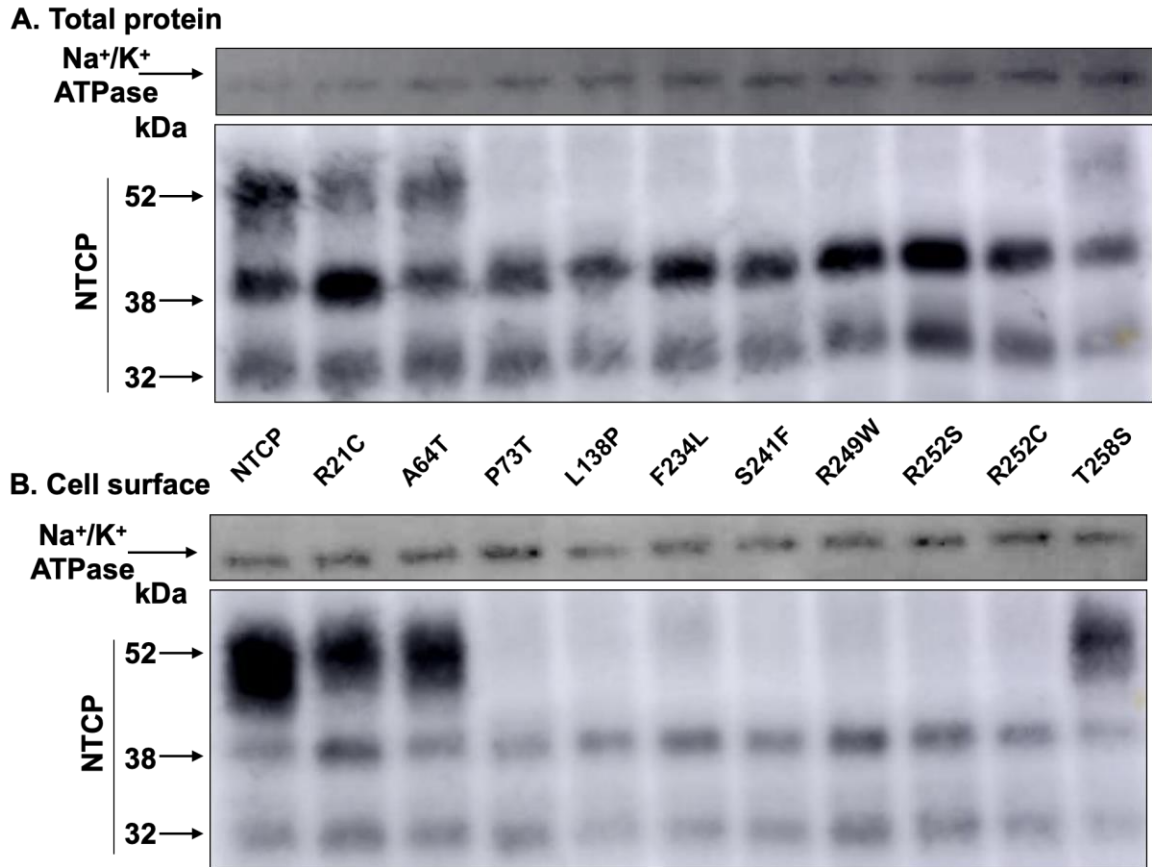 A. Total protein
Na⁺/K⁺
ATPase
kDa
52
NTCP
38
32
NTCP R21C A64T P73T L138P F234L S241F R249W R252S R252C T258S
B. Cell surface
Na⁺/K⁺
ATPase
kDa
52
NTCP
38
32